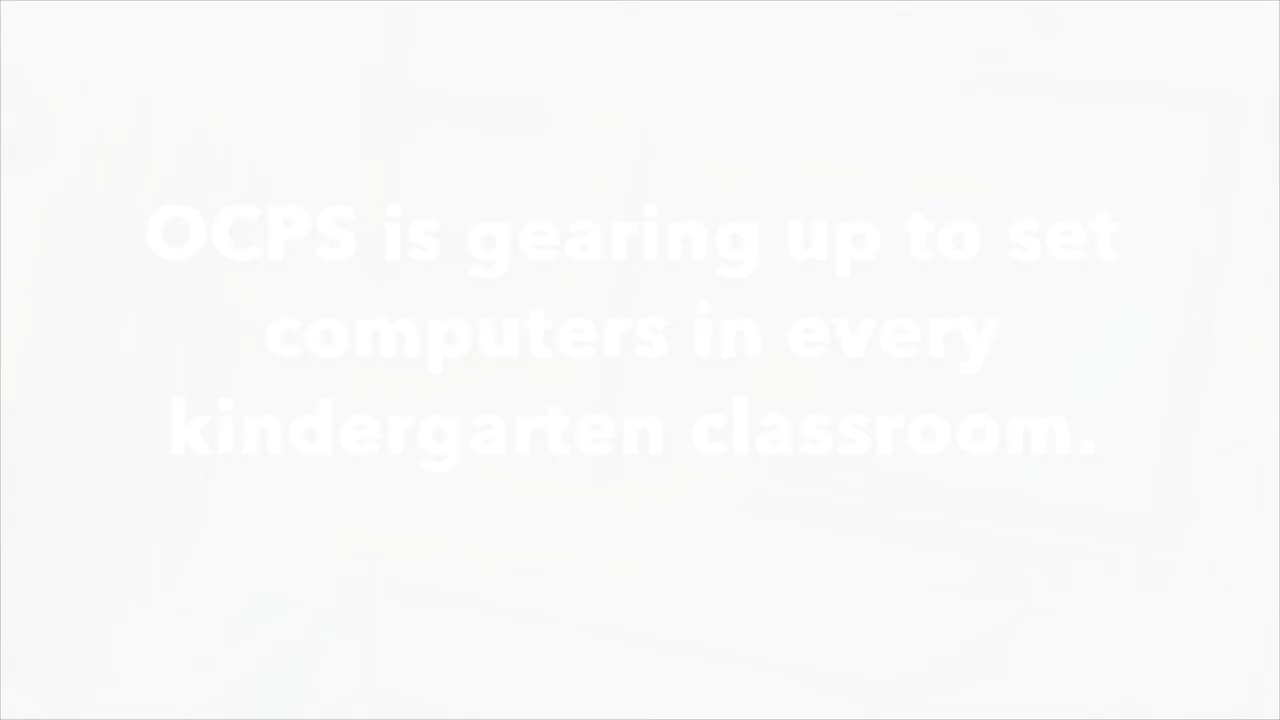 OCPS is gearing up to set
computers in every
kindergarten classroom.